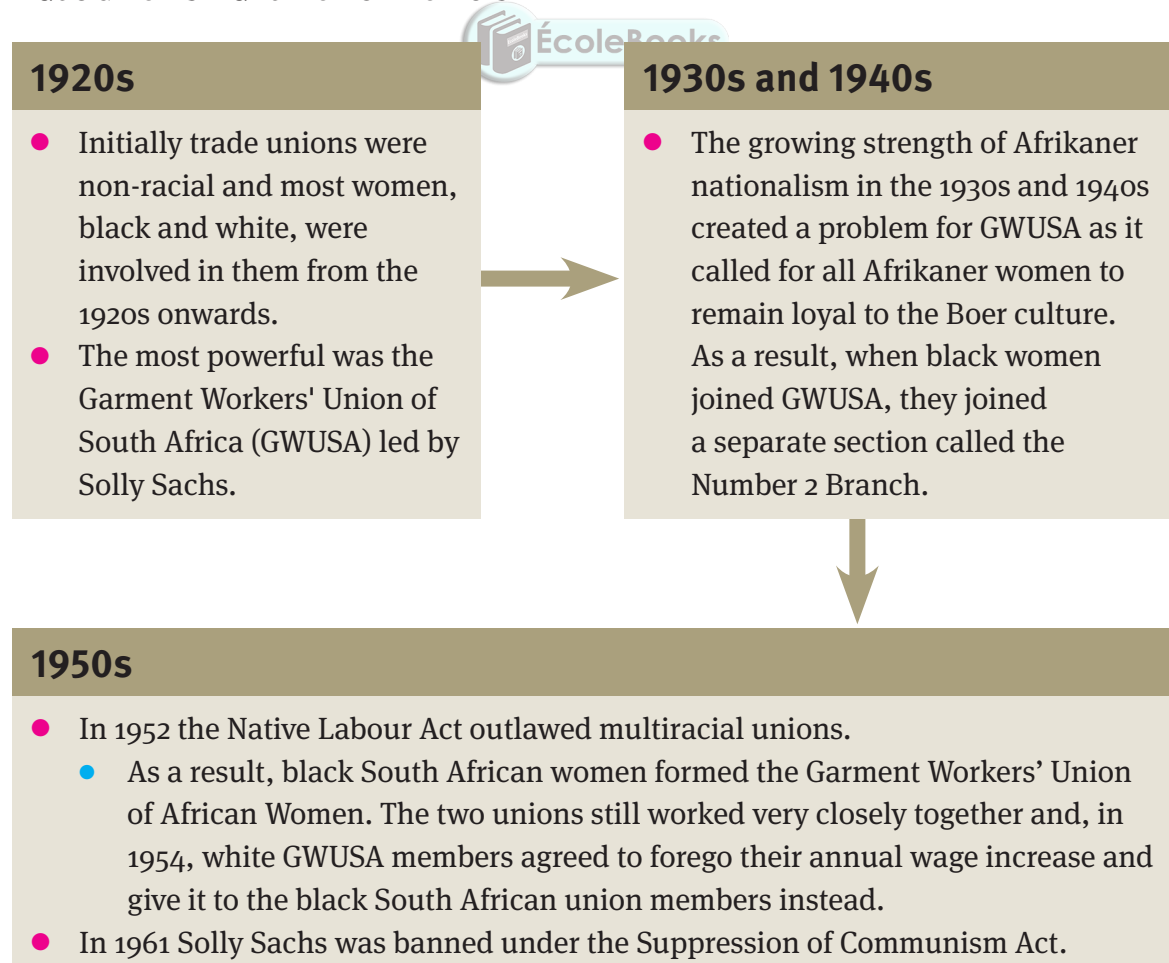 ÉcoleBooks
1920s
Initially trade unions were
non-racial and most women,
black and white, were
involved in them from the
1920s onwards.
The most powerful was the
Garment Workers' Union of
South Africa (GWUSA) led by
Solly Sachs.
1930s and 1940s
The growing strength of Afrikaner
nationalism in the 1930s and 1940s
created a problem for GWUSA as it
called for all Afrikaner women to
remain loyal to the Boer culture.
As a result, when black women
joined GWUSA, they joined
a separate section called the
Number 2 Branch.
1950s
In 1952 the Native Labour Act outlawed multiracial unions.
As a result, black South African women formed the Garment Workers’ Union
of African Women. The two unions still worked very closely together and, in
1954, white GWUSA members agreed to forego their annual wage increase and
give it to the black South African union members instead.
In 1961 Solly Sachs was banned under the Suppression of Communism Act.